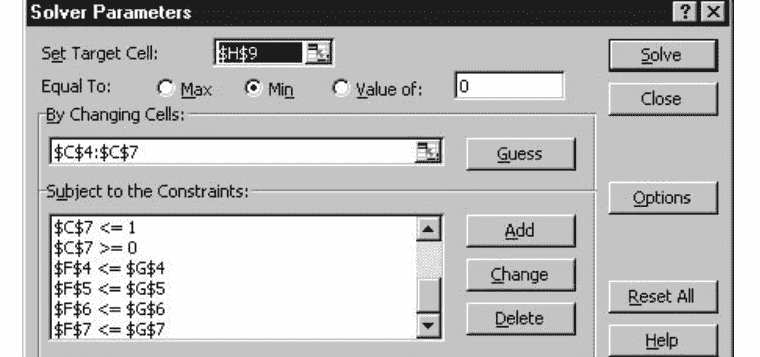 Solver Parameters
Set Target Cell: $H$9 Solve
Equal To: Max Min Value of: 0 Close
By Changing Cells:
$C$4:$C$7 Guess
Subject to the Constraints: Options
$C$7 <= 1 Add
$C$7 >= 0
$F$4 <= $G$4 Change
$F$5 <= $G$5
$F$6 <= $G$6 Delete Reset All
$F$7 <= $G$7 Help